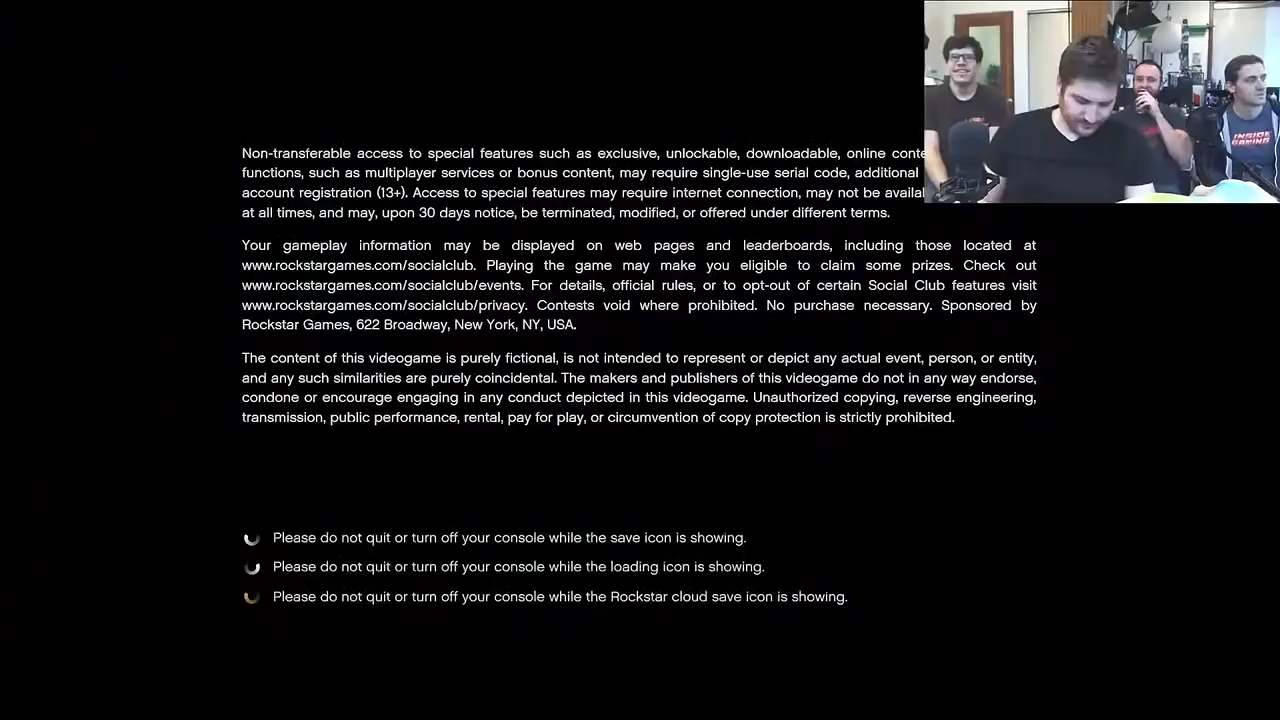 Non-transferable access to special features such as exclusive, unlockable, downloadable, online
functions, such as multiplayer services or bonus content, may require single-use serial code, additional
account registration (13+). Access to special features may require internet connection, may not be
at all times, and may, upon 30 days notice, be terminated, modified, or offered under different terms.
Your gameplay information may be displayed on web pages and leaderboards, including those located at
www.rockstargames.com/socialclub. Playing the game may make you eligible to claim some prizes. Check out
www.rockstargames.com/socialclub/events. For details, official rules, or to opt-out of certain Social Club features visit
www.rockstargames.com/socialclub/privacy. Contests void where prohibited. No purchase necessary. Sponsored by
Rockstar Games, 622 Broadway, New York, NY, USA.
The content of this videogame is purely fictional, is not intended to represent or depict any actual event, person, or entity,
and any such similarities are purely coincidental. The makers and publishers of this videogame do not in any way endorse,
condone or encourage engaging in any conduct depicted in this videogame. Unauthorized copying, reverse engineering,
transmission, public performance, rental, pay for play, or circumvention of copy protection is strictly prohibited.
Please do not quit or turn off your console while the save icon is showing.
Please do not quit or turn off your console while the loading icon is showing.
Please do not quit or turn off your console while the Rockstar cloud save icon is showing.
INSIDE
GAMING